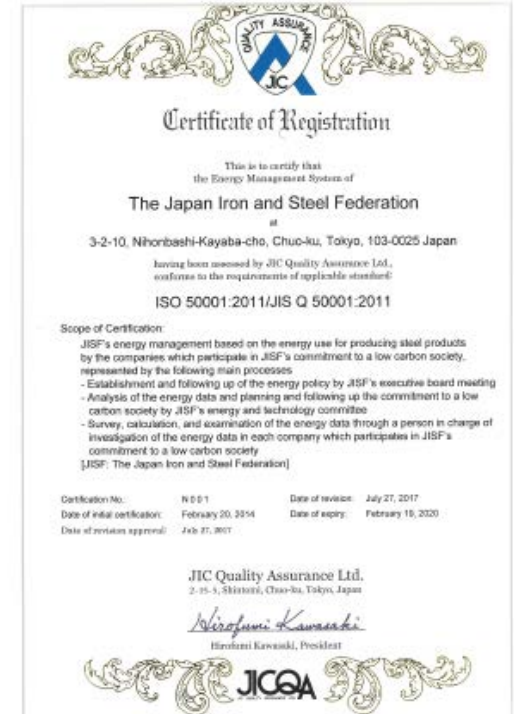 QUALITY ASSURANCE
JIC
Certificate of Registration
This is to certify that
the Energy Management System of
The Japan Iron and Steel Federation
at
3-2-10, Nihonbashi-Kayaba-cho, Chuo-ku, Tokyo, 103-0025 Japan
having been assessed by JIC Quality Assurance Ltd.,
conforms to the requirements of applicable standard:
ISO 50001:2011/JIS Q 50001:2011
Scope of Certification:
JISF's energy management based on the energy use for producing steel products
by the companies which participate in JISF's commitment to a low carbon society,
represented by the following main processes
- Establishment and following up of the energy policy by JISF's executive board meeting
- Analysis of the energy data and planning and following up the commitment to a low
carbon society by JISF's energy and technology committee
- Survey, calculation, and examination of the energy data through a person in charge of
investigation of the energy data in each company which participates in JISF's
commitment to a low carbon society
[JISF: The Japan Iron and Steel Federation]
Certification No.: N001 Date of revision: July 27, 2017
Date of initial certification: February 20, 2014 Date of expiry: February 19, 2020
Date of revision approval: July 27, 2017
JIC Quality Assurance Ltd.
2-15-5, Shintomi, Chuo-ku, Tokyo, Japan
Hirofumi Kawasaki
Hirofumi Kawasaki, President
JICQA